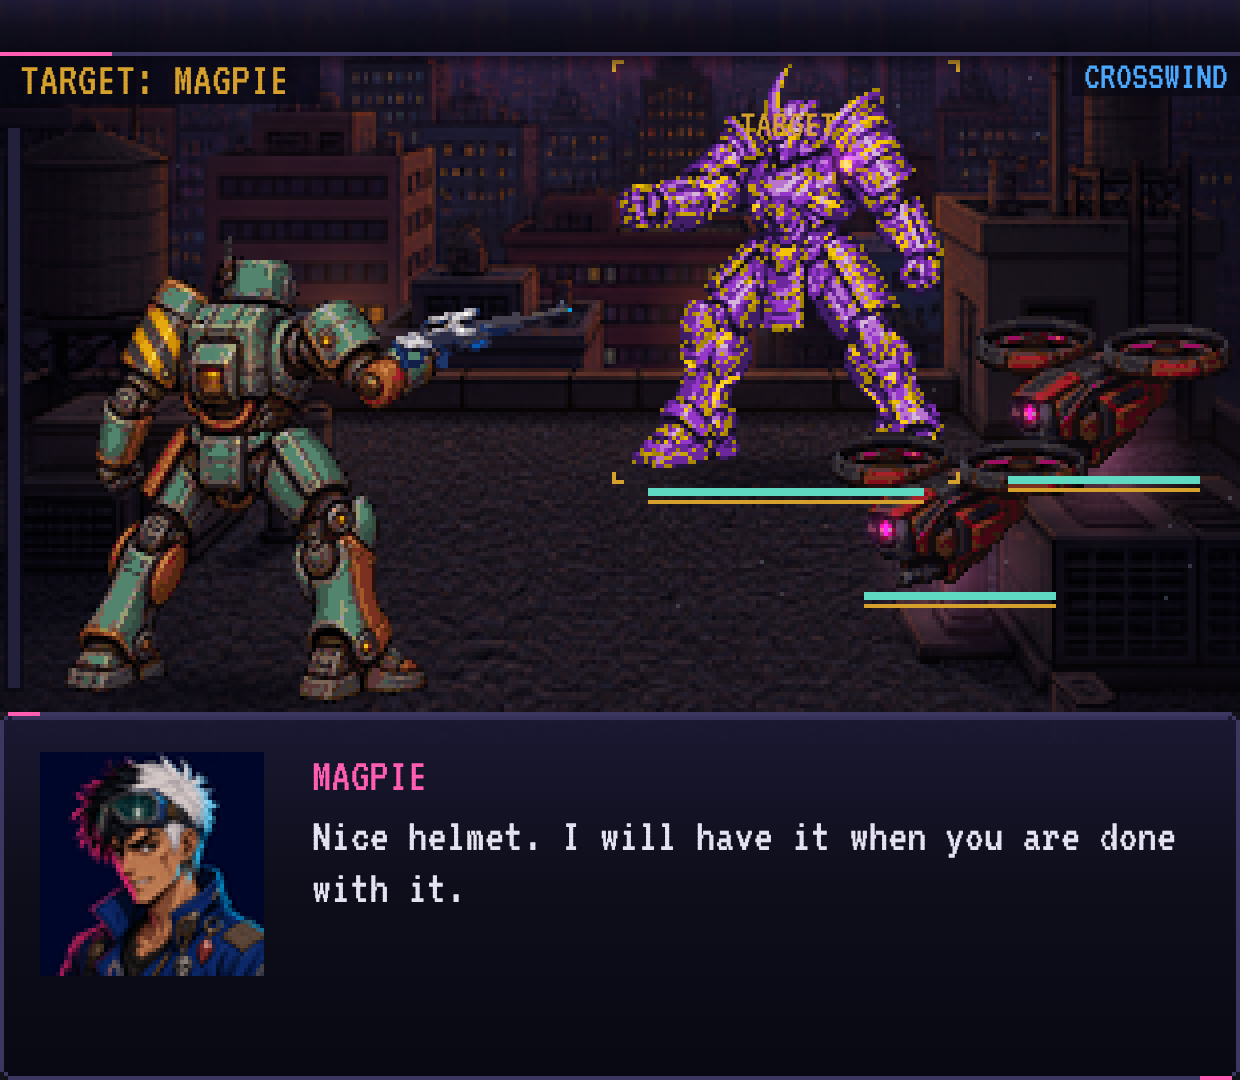 TARGET: MAGPIE
CROSSWIND
TARGET
MAGPIE
Nice helmet. I will have it when you are done
with it.